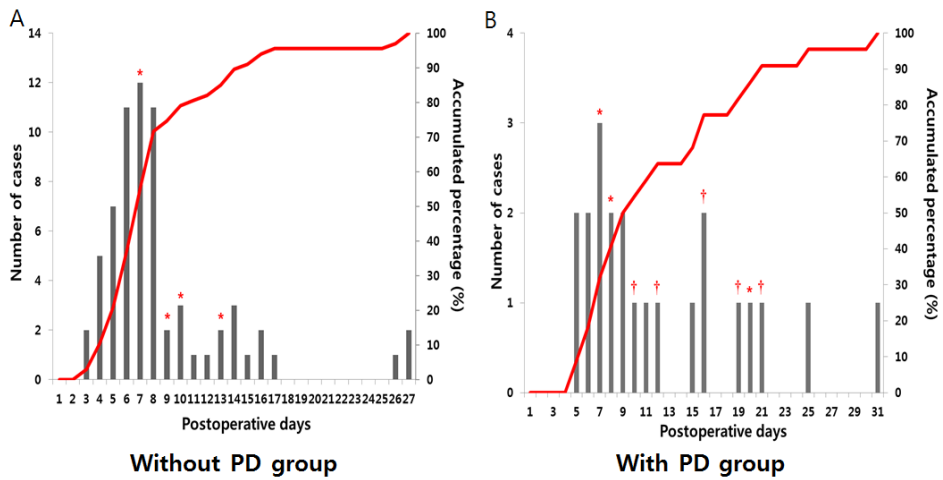 A
14
12
10
8
6
4
2
0
Number of cases
100
90
80
70
60
50
40
30
20
10
0
Accumulated percentage (%)
*
* * *
1 2 3 4 5 6 7 8 9 10 11 12 13 14 15 16 17 18 19 20 21 22 23 24 25 26 27
Postoperative days
Without PD group
B
4
3
2
1
0
Number of cases
100
90
80
70
60
50
40
30
20
10
0
Accumulated percentage (%)
*
* †
† † † * †
1 3 5 7 9 11 13 15 17 19 21 23 25 27 29 31
Postoperative days
With PD group